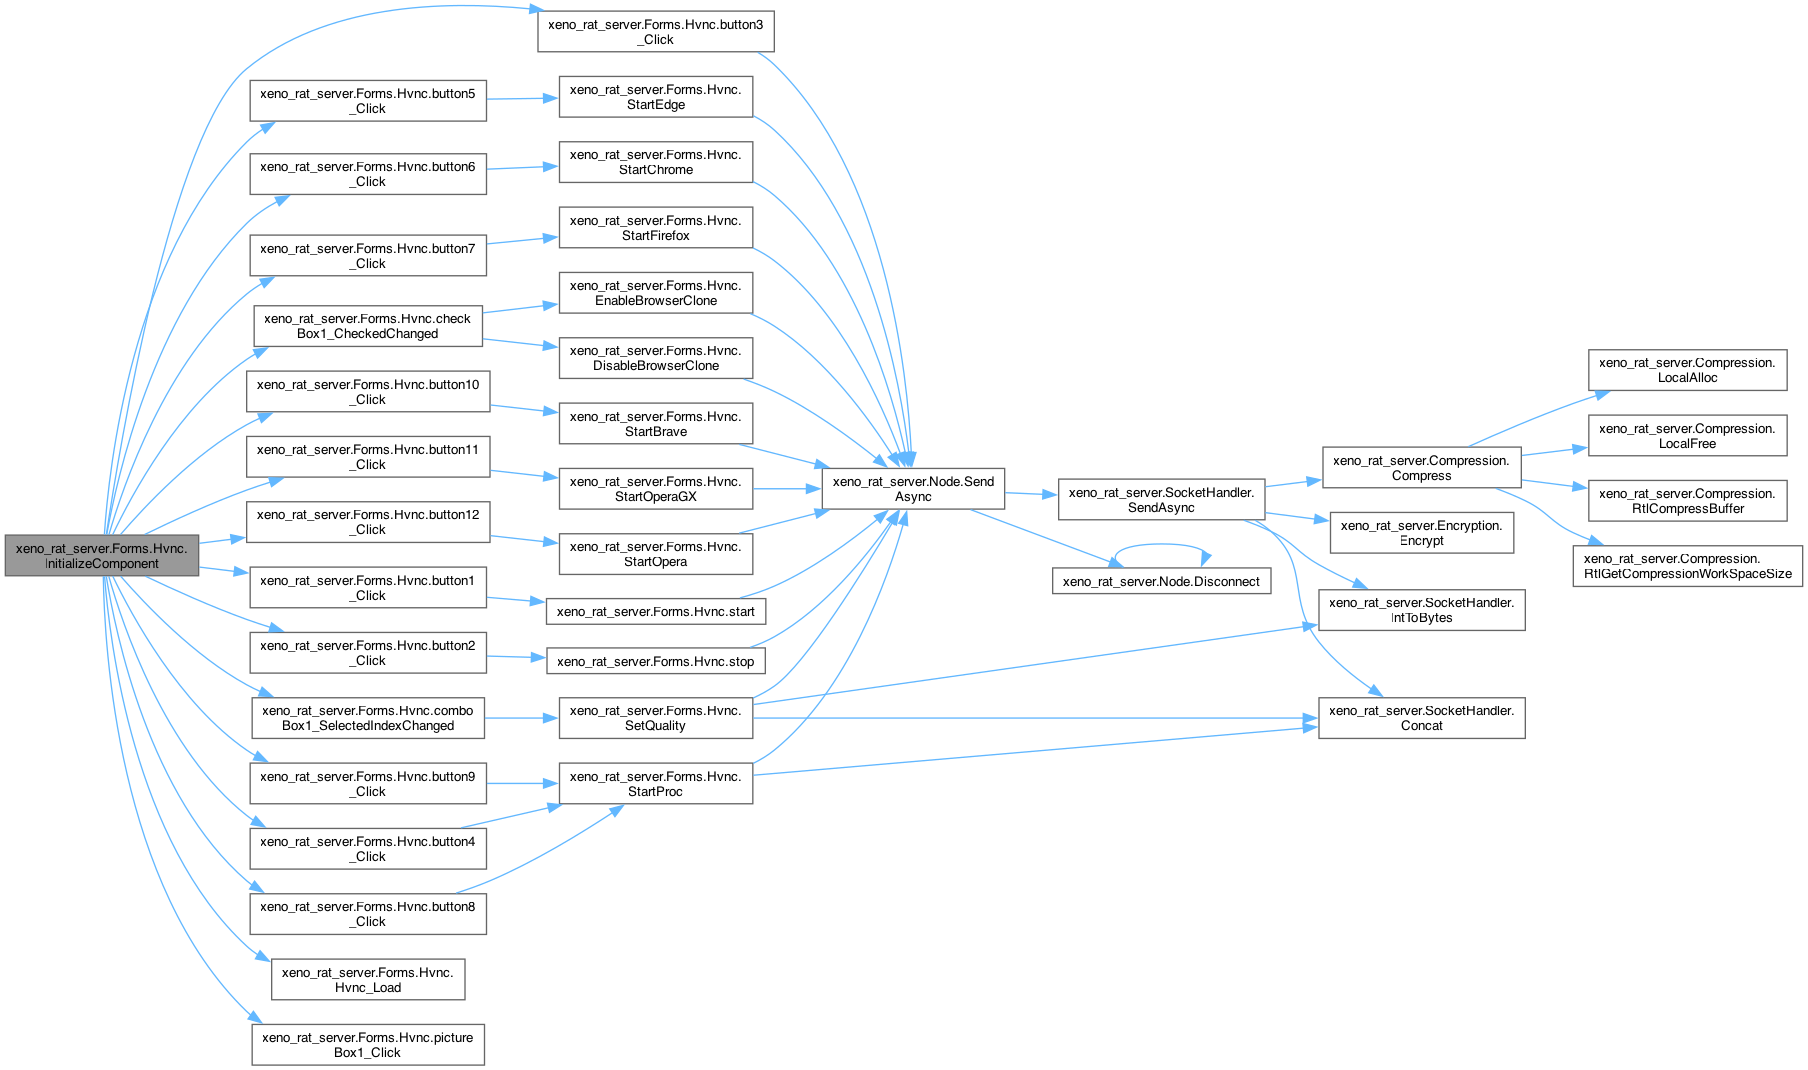 xeno_rat_server.Forms.Hvnc.
InitializeComponent
xeno_rat_server.Forms.Hvnc.button3
_Click
xeno_rat_server.Forms.Hvnc.button5
_Click
xeno_rat_server.Forms.Hvnc.button6
_Click
xeno_rat_server.Forms.Hvnc.button7
_Click
xeno_rat_server.Forms.Hvnc.check
Box1_CheckedChanged
xeno_rat_server.Forms.Hvnc.button10
_Click
xeno_rat_server.Forms.Hvnc.button11
_Click
xeno_rat_server.Forms.Hvnc.button12
_Click
xeno_rat_server.Forms.Hvnc.button1
_Click
xeno_rat_server.Forms.Hvnc.button2
_Click
xeno_rat_server.Forms.Hvnc.combo
Box1_SelectedIndexChanged
xeno_rat_server.Forms.Hvnc.button9
_Click
xeno_rat_server.Forms.Hvnc.button4
_Click
xeno_rat_server.Forms.Hvnc.button8
_Click
xeno_rat_server.Forms.Hvnc.
Hvnc_Load
xeno_rat_server.Forms.Hvnc.picture
Box1_Click
xeno_rat_server.Forms.Hvnc.
StartEdge
xeno_rat_server.Forms.Hvnc.
StartChrome
xeno_rat_server.Forms.Hvnc.
StartFirefox
xeno_rat_server.Forms.Hvnc.
EnableBrowserClone
xeno_rat_server.Forms.Hvnc.
DisableBrowserClone
xeno_rat_server.Forms.Hvnc.
StartBrave
xeno_rat_server.Forms.Hvnc.
StartOperaGX
xeno_rat_server.Forms.Hvnc.
StartOpera
xeno_rat_server.Forms.Hvnc.start
xeno_rat_server.Forms.Hvnc.stop
xeno_rat_server.Forms.Hvnc.
SetQuality
xeno_rat_server.Forms.Hvnc.
StartProc
xeno_rat_server.Node.Send
Async
xeno_rat_server.SocketHandler.
SendAsync
xeno_rat_server.Node.Disconnect
xeno_rat_server.Compression.
Compress
xeno_rat_server.Encryption.
Encrypt
xeno_rat_server.SocketHandler.
IntToBytes
xeno_rat_server.SocketHandler.
Concat
xeno_rat_server.Compression.
LocalAlloc
xeno_rat_server.Compression.
LocalFree
xeno_rat_server.Compression.
RtlCompressBuffer
xeno_rat_server.Compression.
RtlGetCompressionWorkSpaceSize